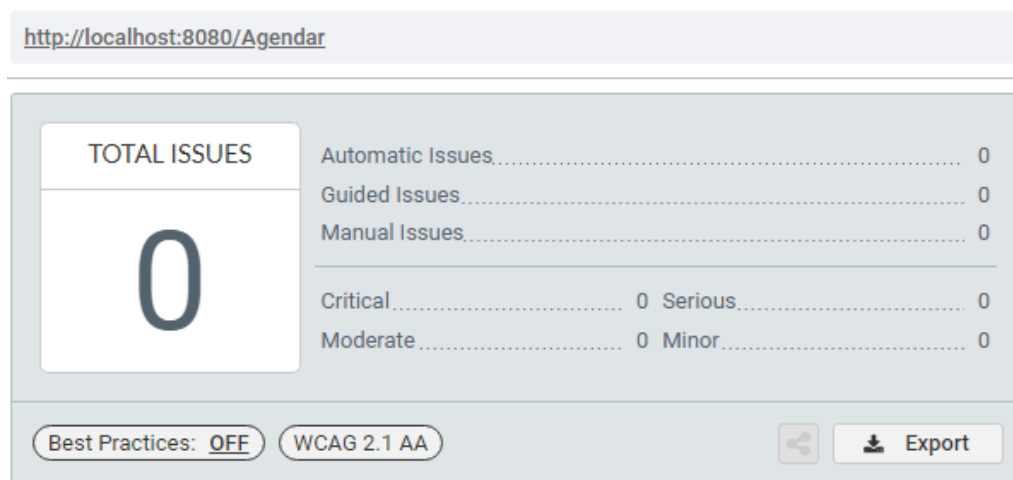 http://localhost:8080/Agendar
TOTAL ISSUES
0
Automatic Issues 0
Guided Issues 0
Manual Issues 0
Critical 0 Serious 0
Moderate 0 Minor 0
Best Practices: OFF WCAG 2.1 AA Export